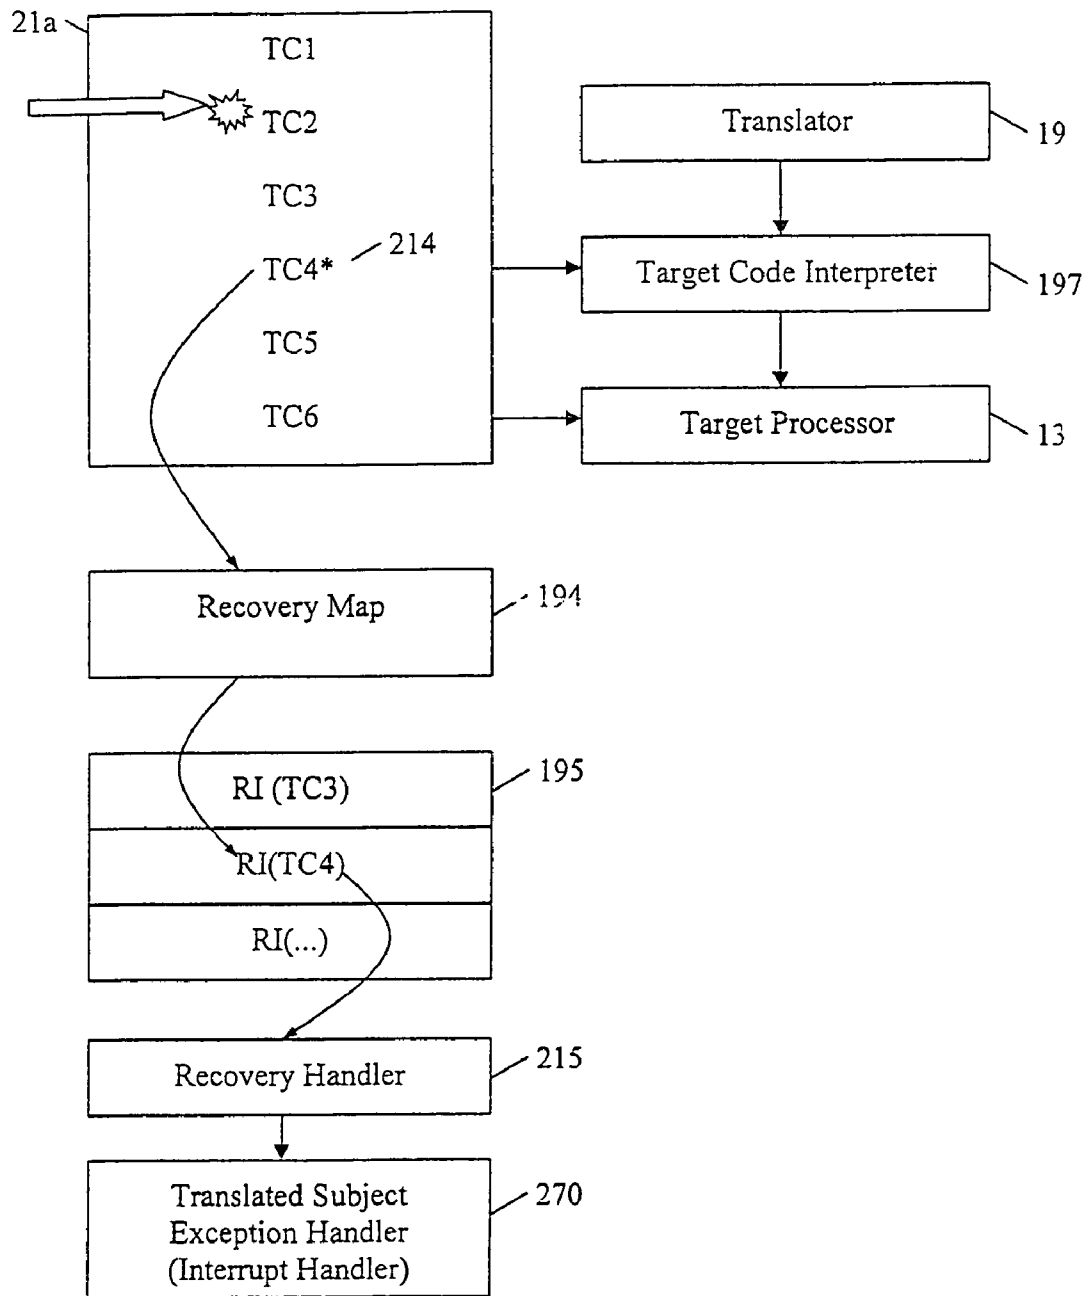 21a
TC1
TC2
TC3
TC4*
214
TC5
TC6
Translator
19
Target Code Interpreter
197
Target Processor
13
Recovery Map
194
RI (TC3)
195
RI(TC4)
RI(...)
Recovery Handler
215
Translated Subject
Exception Handler
(Interrupt Handler)
270